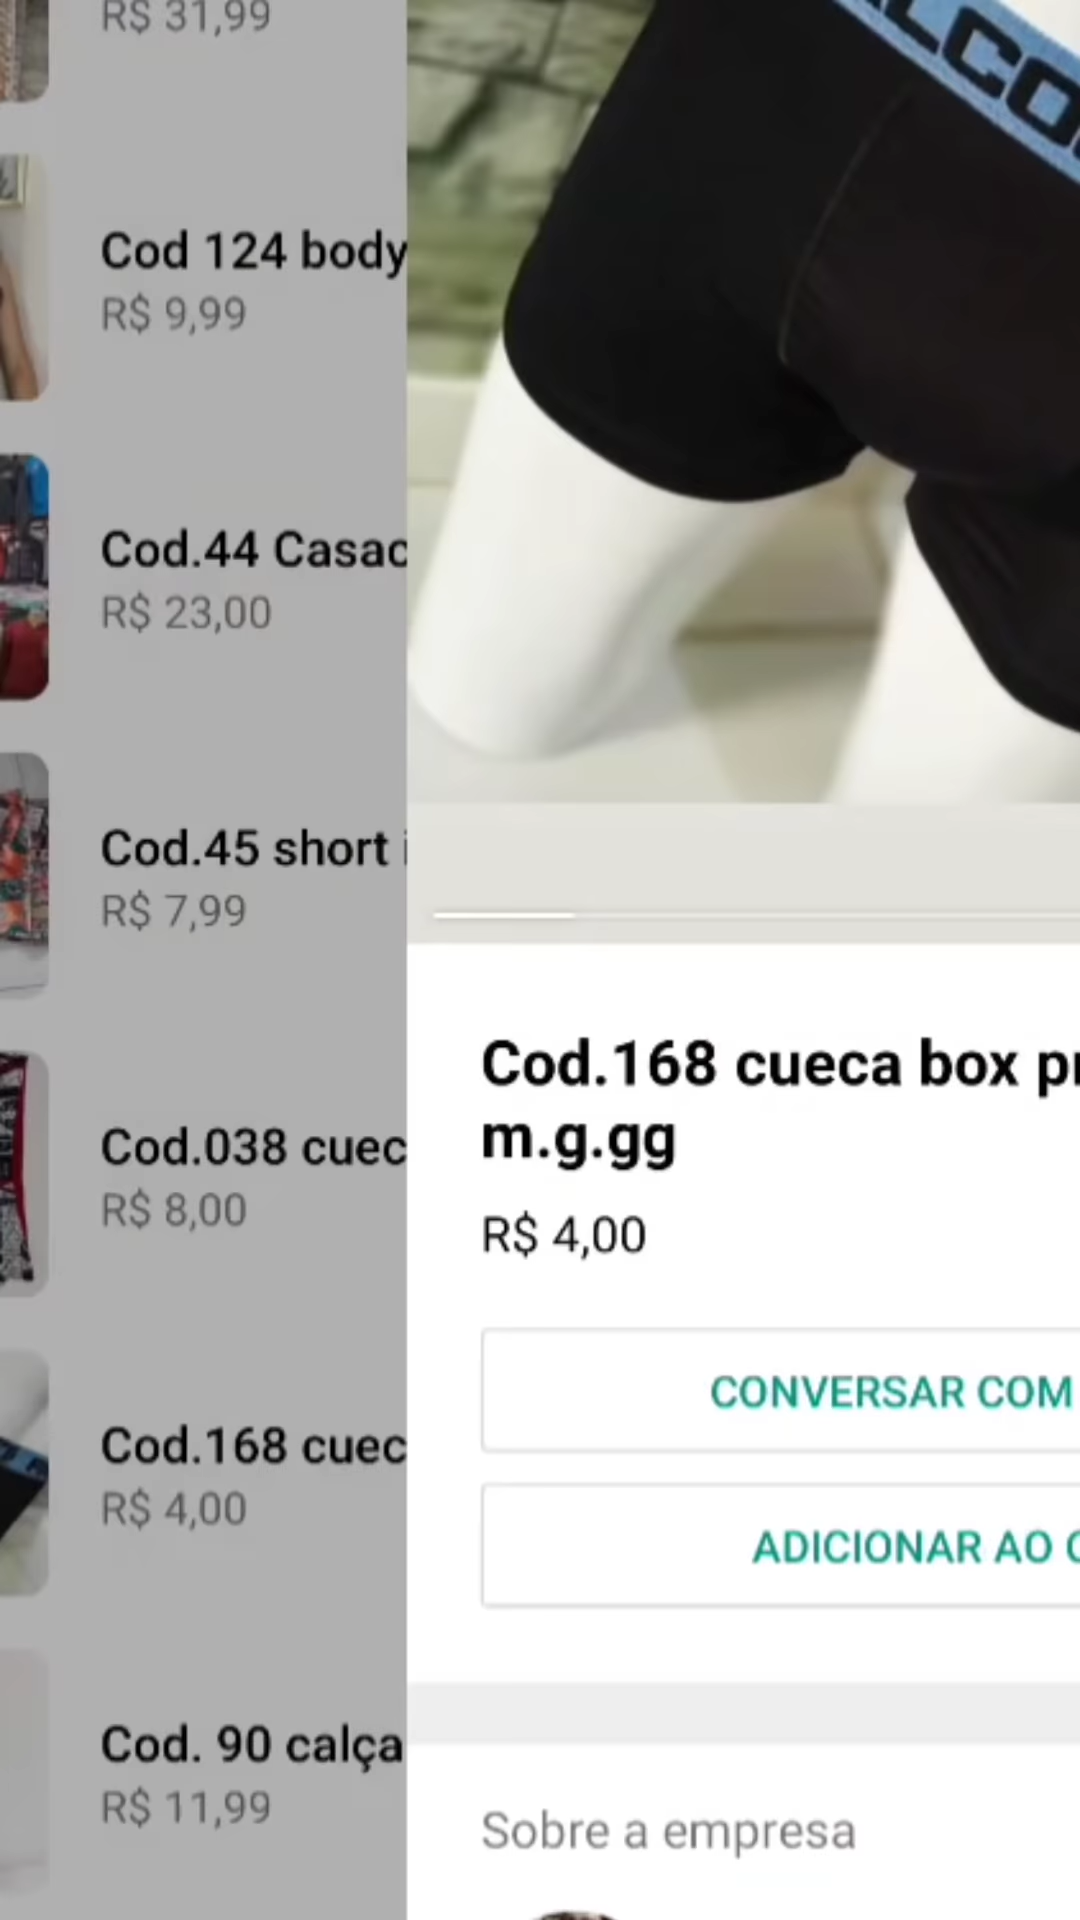 R$ 31,99
Cod 124 body
R$ 9,99
Cod.44 Casac
R$ 23,00
Cod.45 short
R$ 7,99
Cod.038 cuec
R$ 8,00
Cod.168 cuec
R$ 4,00
Cod. 90 calça
R$ 11,99
LCO
Cod.168 cueca box pr
m.g.gg
R$ 4,00
CONVERSAR COM
ADICIONAR AO C
Sobre a empresa